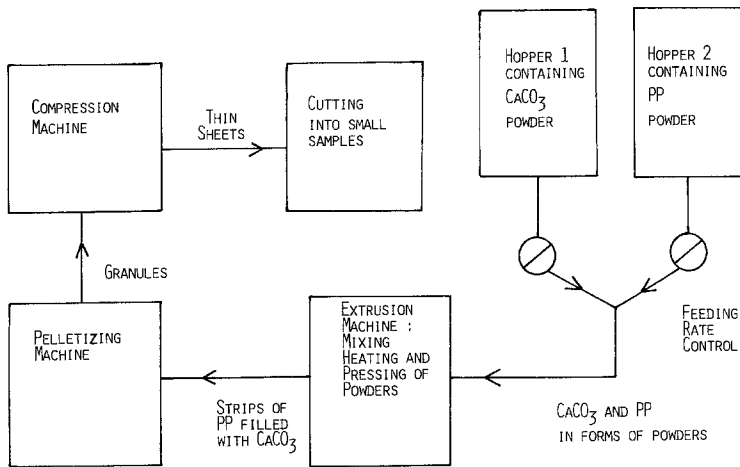 HOPPER 1
CONTAINING
CaCO3
POWDER
HOPPER 2
CONTAINING
PP
POWDER
COMPRESSION
MACHINE
THIN
SHEETS
CUTTING
INTO SMALL
SAMPLES
GRANULES
PELLETIZING
MACHINE
EXTRUSION
MACHINE :
MIXING
HEATING AND
PRESSING OF
POWDERS
FEEDING
RATE
CONTROL
STRIPS OF
PP FILLED
WITH CaCO3
CaCO3 AND PP
IN FORMS OF POWDERS